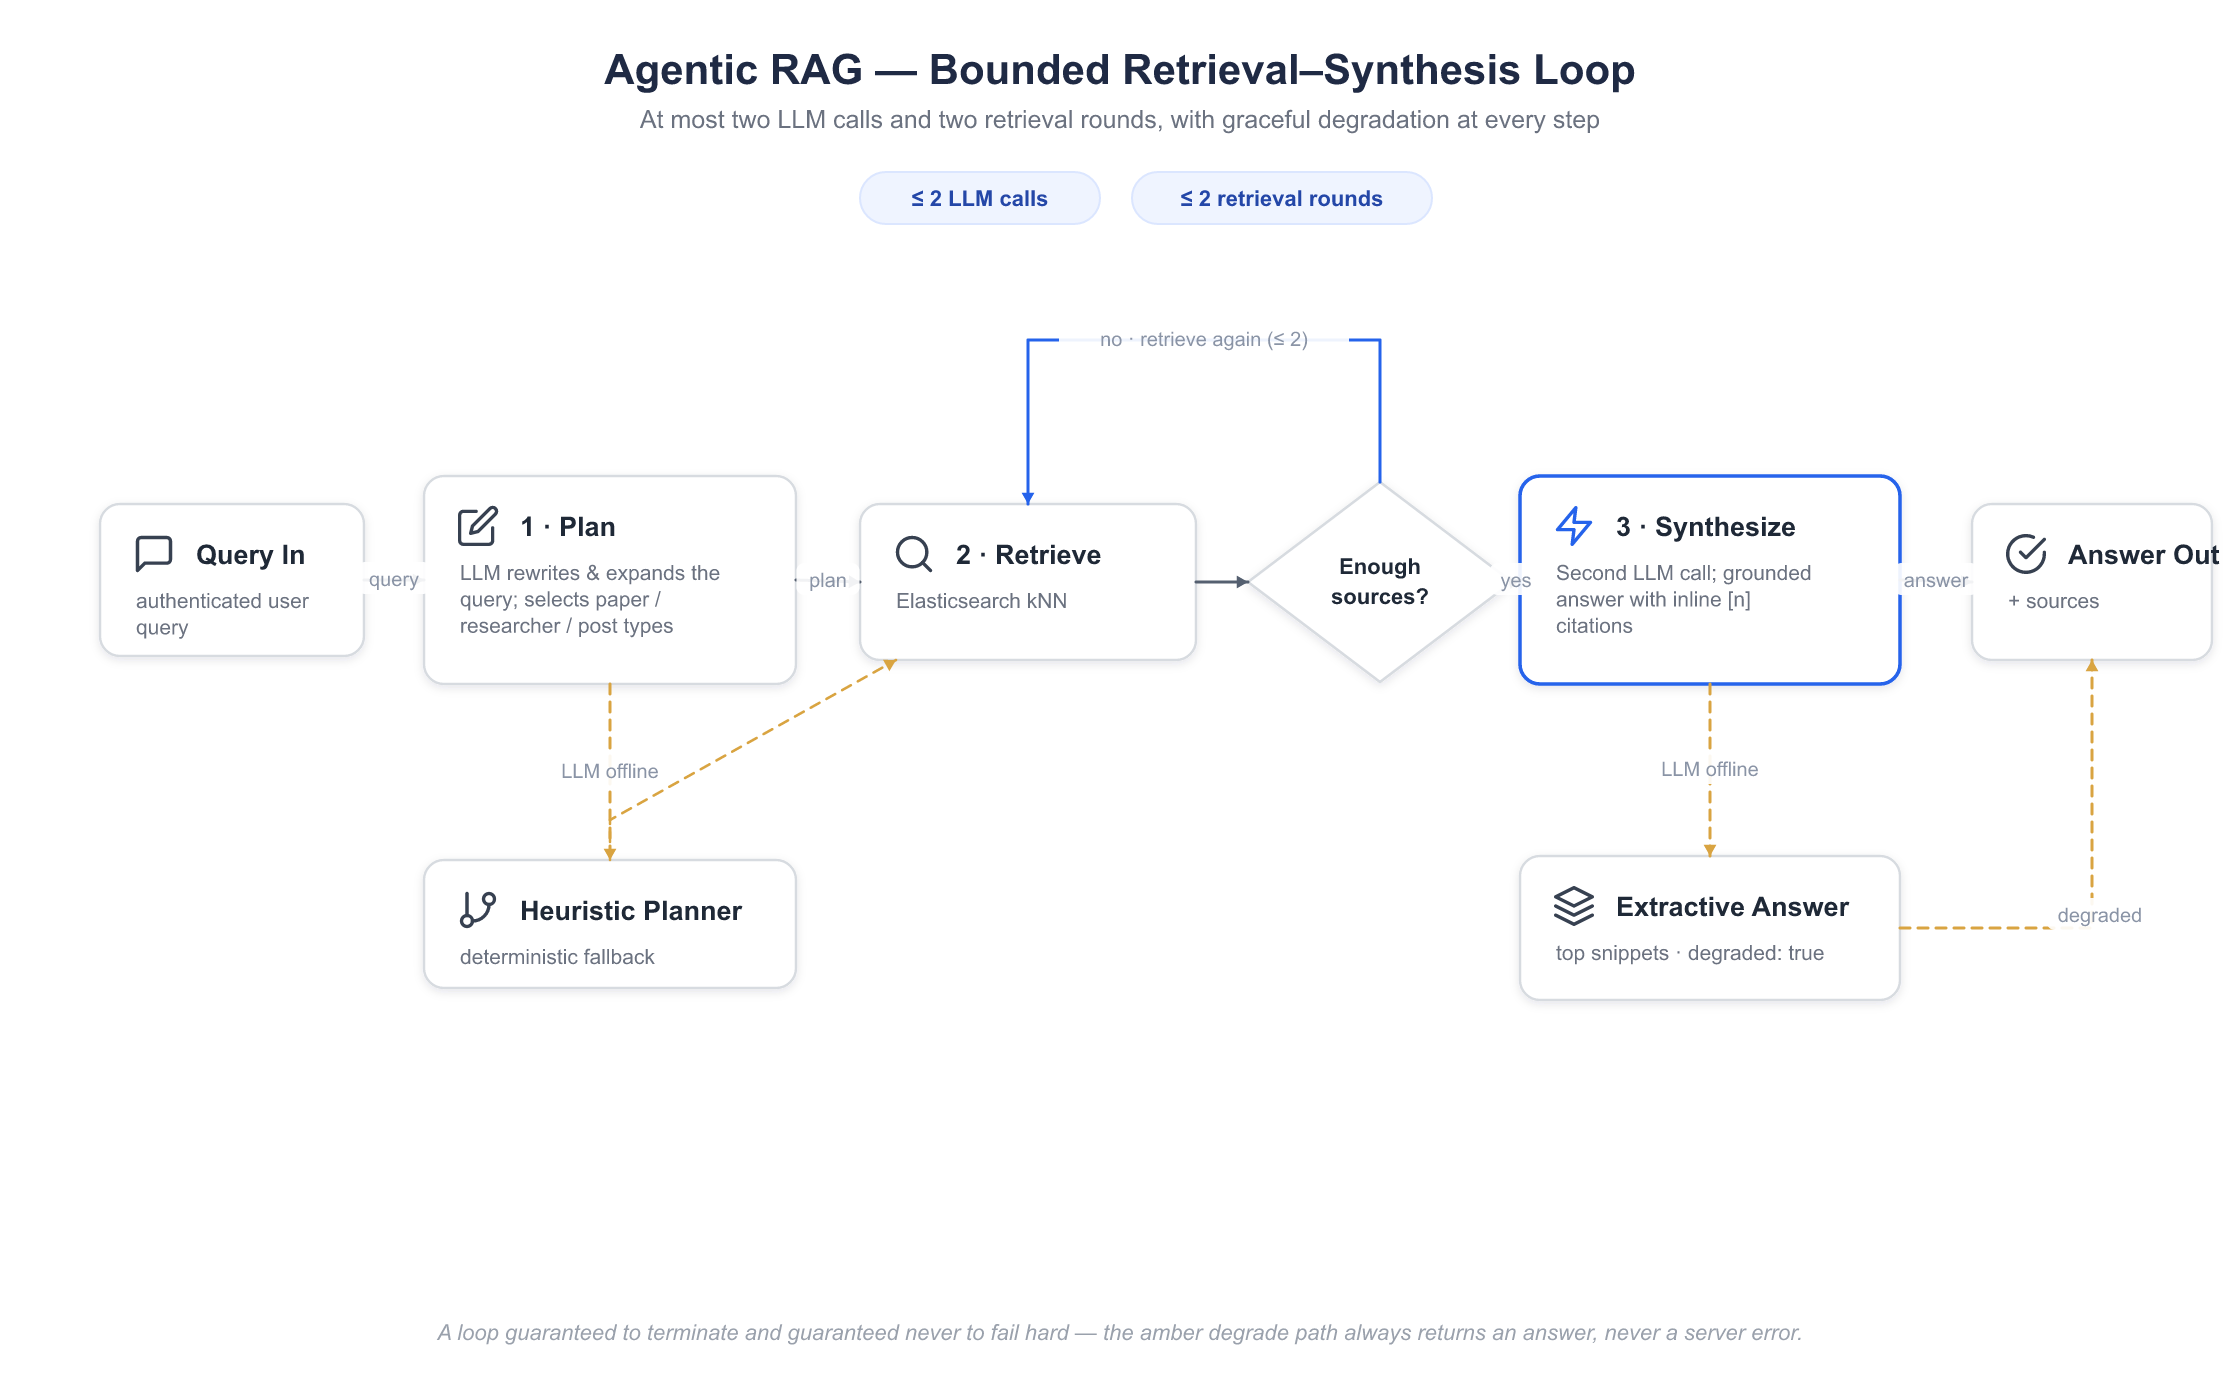 Agentic RAG — Bounded Retrieval–Synthesis Loop
At most two LLM calls and two retrieval rounds, with graceful degradation at every step
≤ 2 LLM calls
≤ 2 retrieval rounds
no · retrieve again (≤ 2)
Query In
authenticated user
query
query
1 · Plan
LLM rewrites & expands the
query; selects paper /
researcher / post types
plan
2 · Retrieve
Elasticsearch kNN
Enough
sources?
yes
3 · Synthesize
Second LLM call; grounded
answer with inline [n]
citations
answer
Answer Out
+ sources
LLM offline
LLM offline
Heuristic Planner
deterministic fallback
Extractive Answer
top snippets · degraded: true
degraded
A loop guaranteed to terminate and guaranteed never to fail hard — the amber degrade path always returns an answer, never a server error.